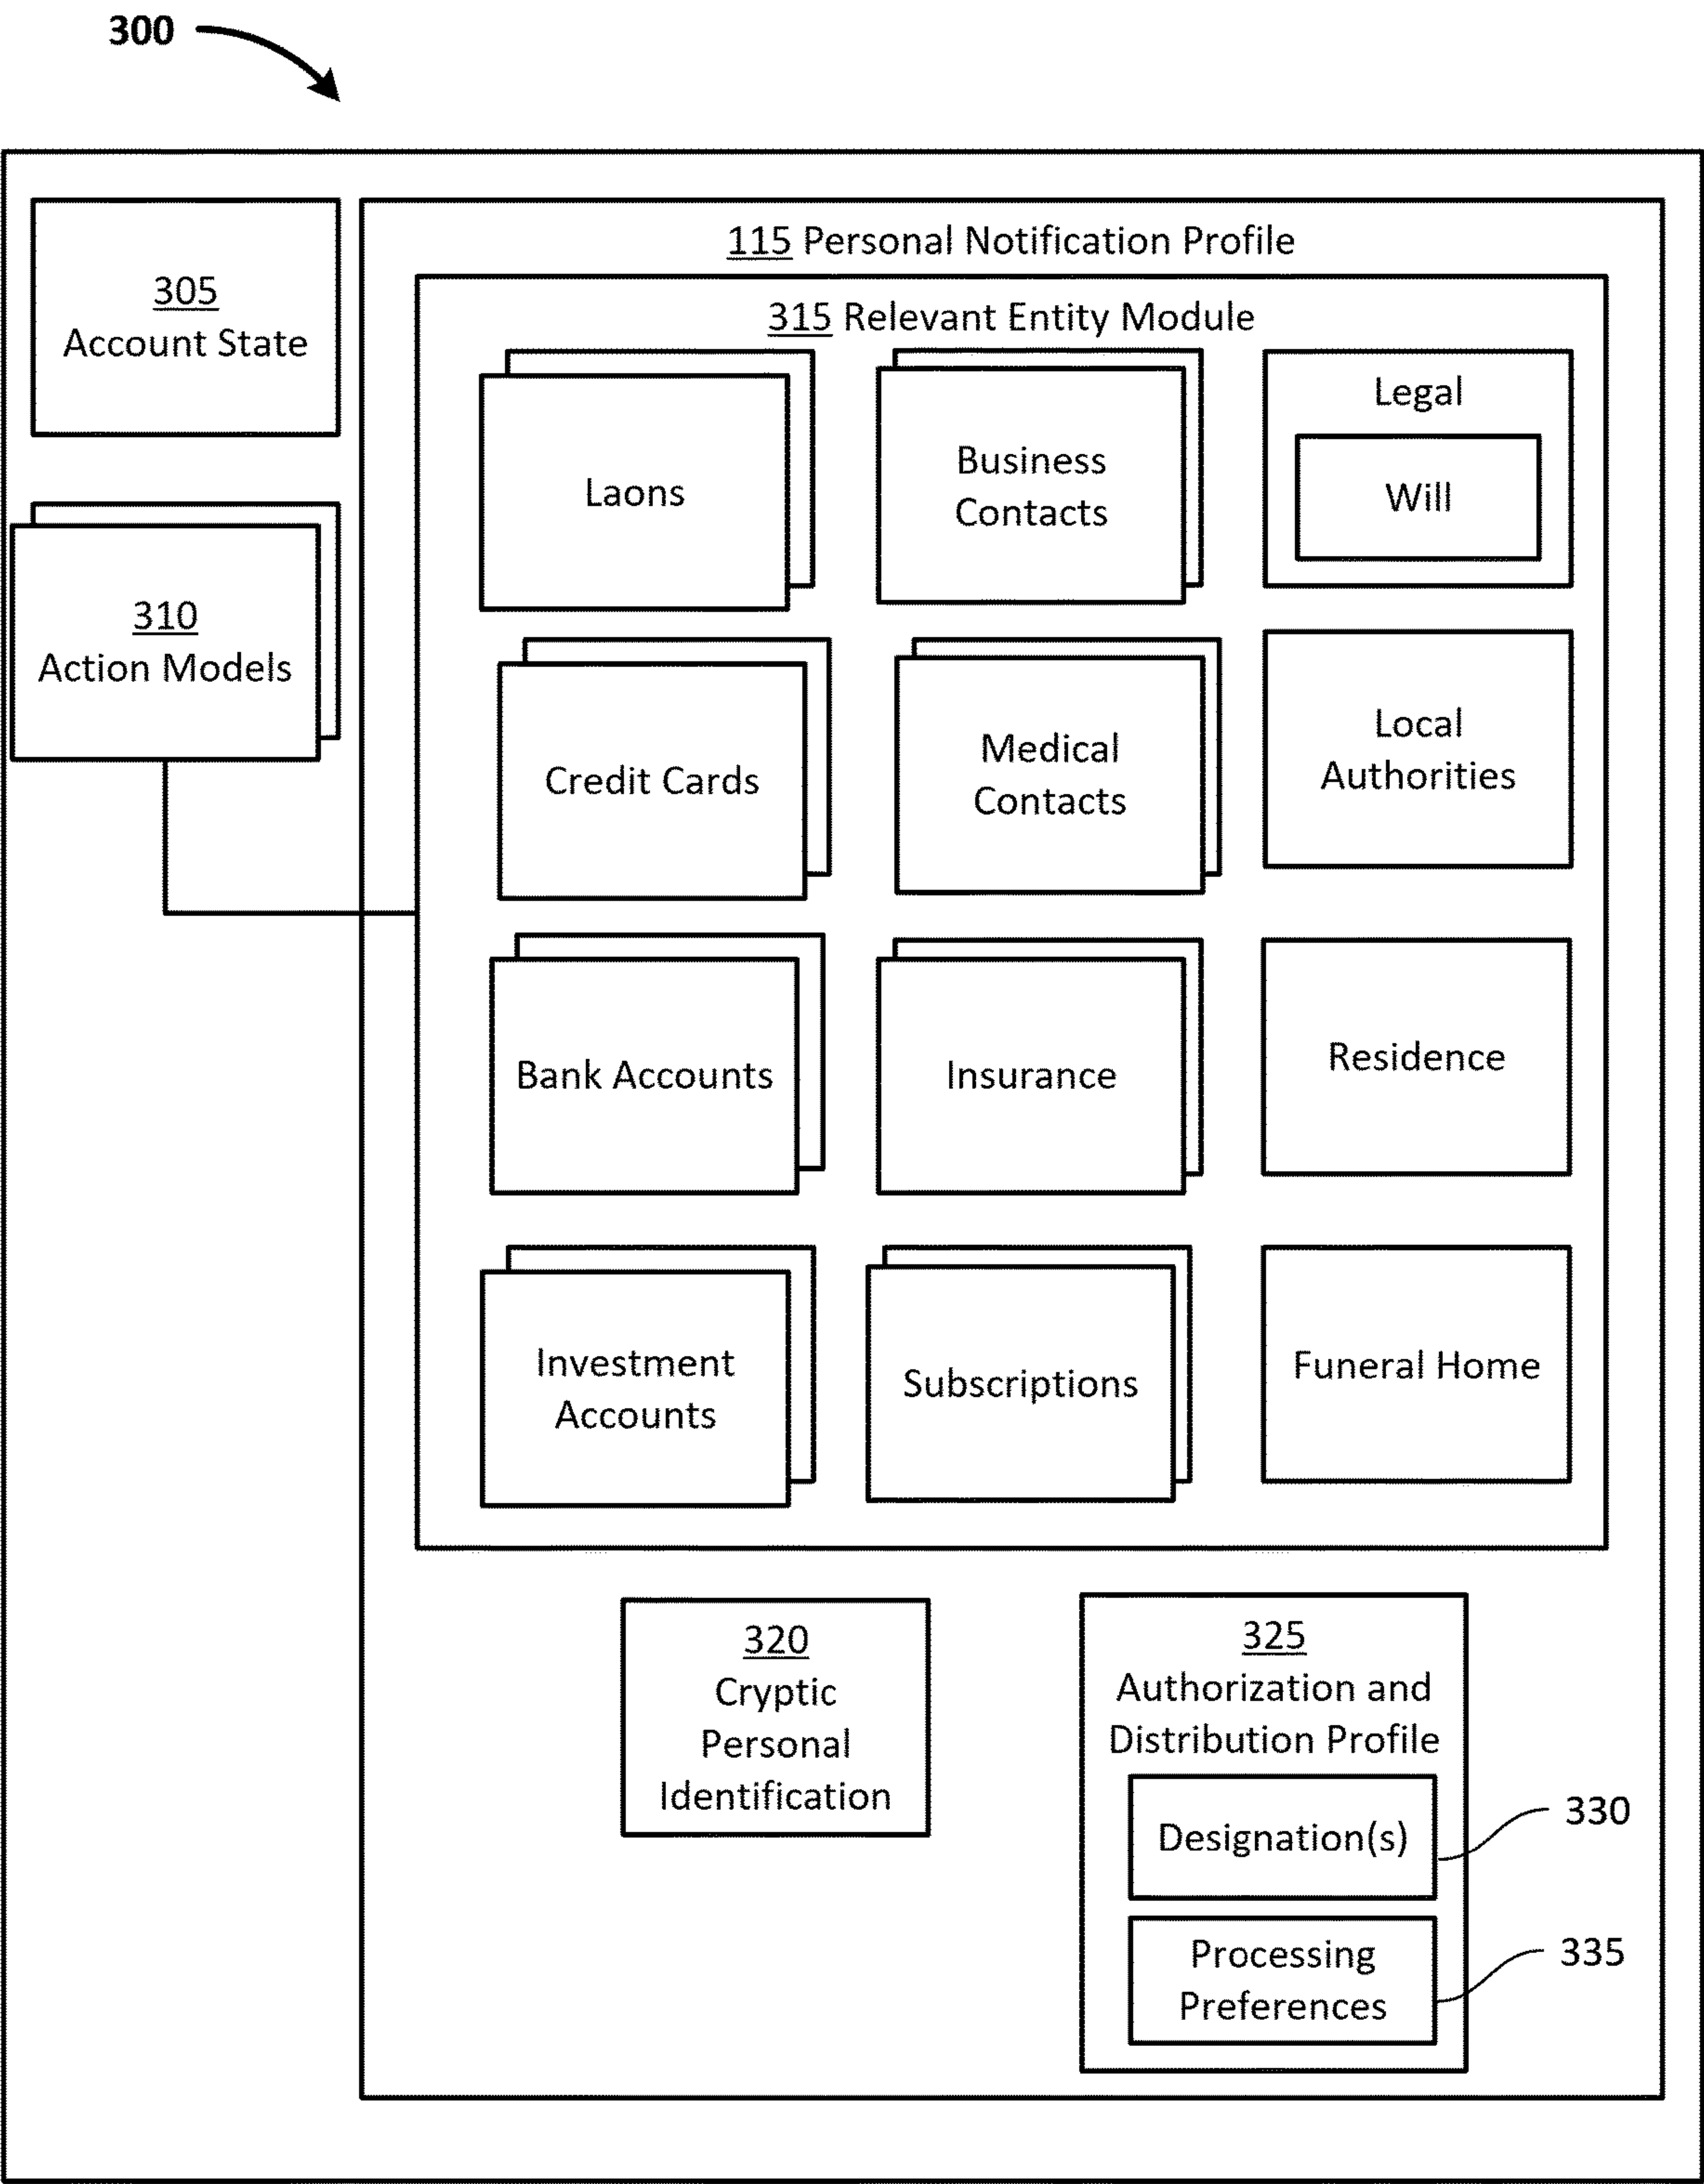 300
305
Account State
310
Action Models
115 Personal Notification Profile
315 Relevant Entity Module
Laons
Business
Contacts
Legal
Will
Credit Cards
Medical
Contacts
Local
Authorities
Bank Accounts
Insurance
Residence
Investment
Accounts
Subscriptions
Funeral Home
320
Cryptic
Personal
Identification
325
Authorization and
Distribution Profile
Designation(s)
330
Processing
Preferences
335